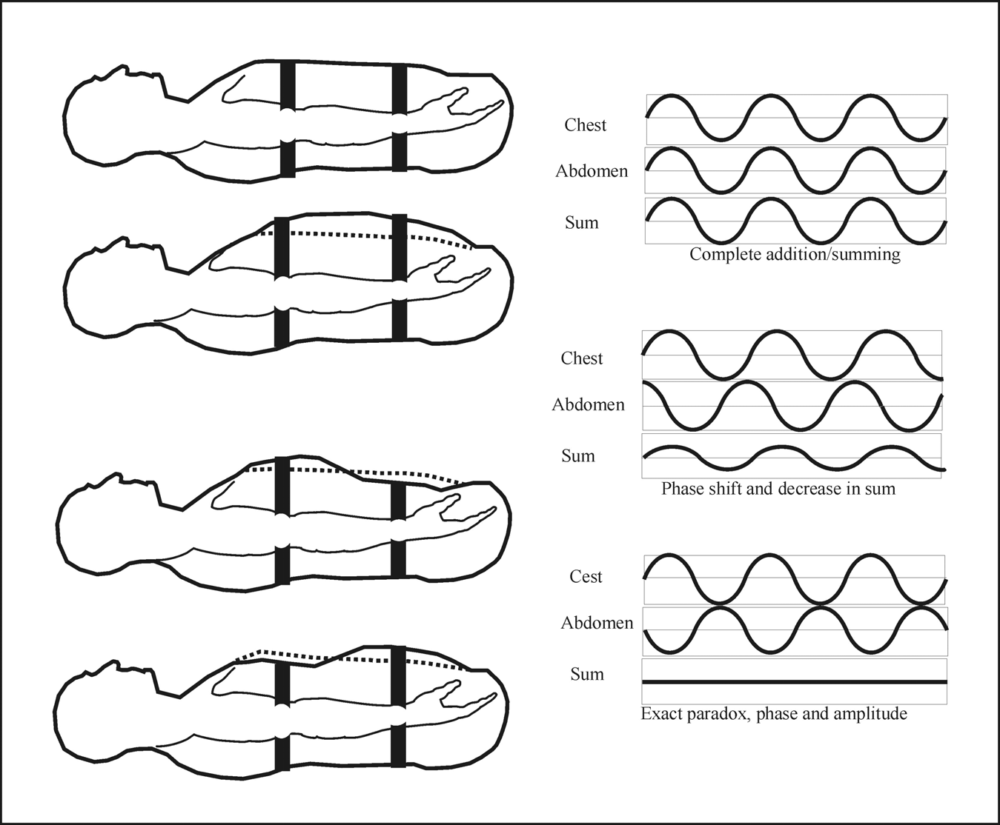 Chest
Abdomen
Sum
Complete addition/summing
Chest
Abdomen
Sum
Phase shift and decrease in sum
Cest
Abdomen
Sum
Exact paradox, phase and amplitude